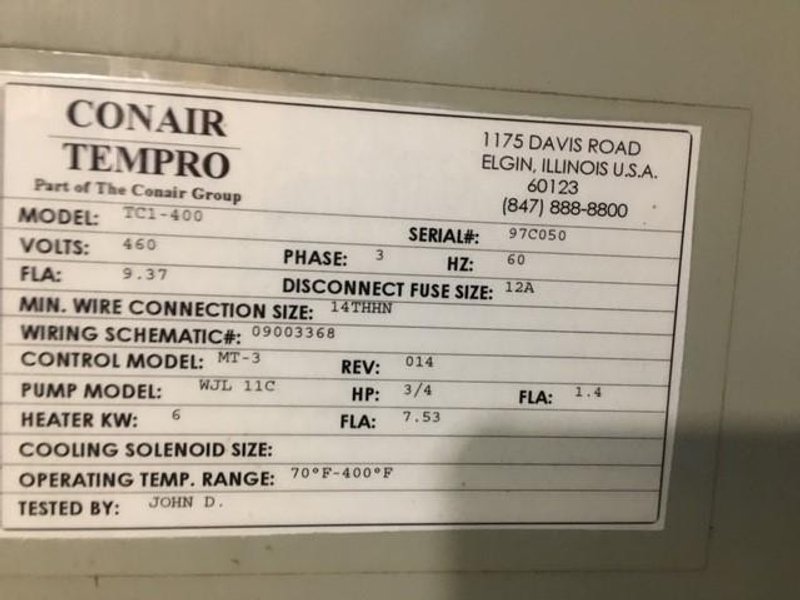 CONAIR
TEMPRO
Part of The Conair Group
1175 DAVIS ROAD
ELGIN, ILLINOIS U.S.A.
60123
(847) 888-8800
MODEL: TC1-400
SERIAL#: 97C050
VOLTS: 460 PHASE: 3 HZ: 60
FLA: 9.37 DISCONNECT FUSE SIZE: 12A
MIN. WIRE CONNECTION SIZE: 14THHN
WIRING SCHEMATIC#: 09003368
CONTROL MODEL: MT-3 REV: 014
PUMP MODEL: WJL 11C HP: 3/4 FLA: 1.4
HEATER KW: 6 FLA: 7.53
COOLING SOLENOID SIZE:
OPERATING TEMP. RANGE: 70°F-400°F
TESTED BY: JOHN D.